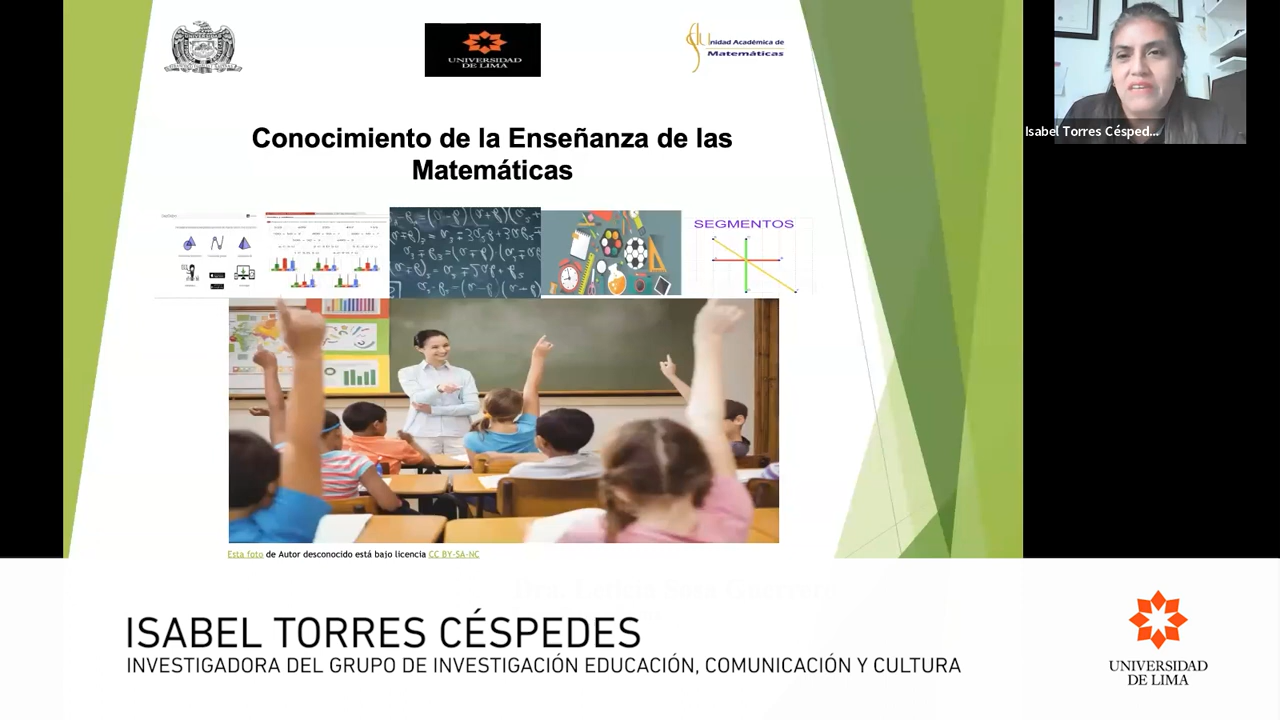 UNIVERSIDAD
DE LIMA
Unidad Académica de
Matemáticas
Isabel Torres Césped...
Conocimiento de la Enseñanza de las
Matemáticas
SEGMENTOS
Esta foto de Autor desconocido está bajo licencia CC BY-SA-NC
ISABEL TORRES CÉSPEDES
INVESTIGADORA DEL GRUPO DE INVESTIGACIÓN EDUCACIÓN, COMUNICACIÓN Y CULTURA
UNIVERSIDAD
DE LIMA